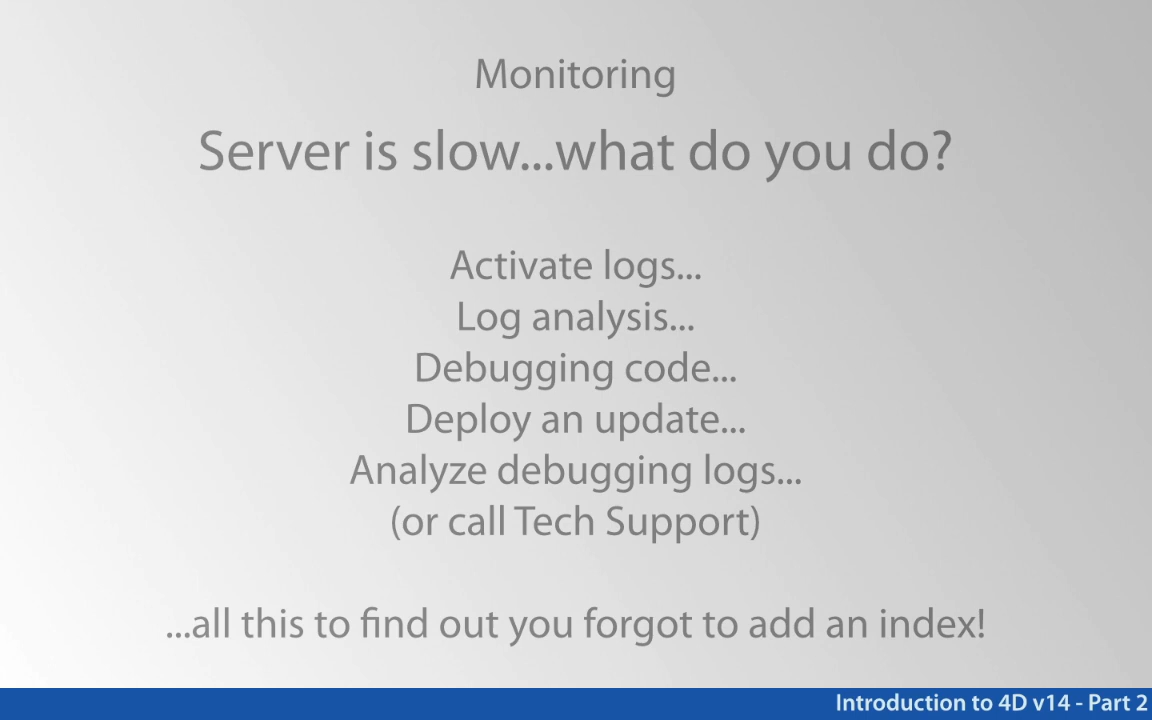 Monitoring
Server is slow...what do you do?
Activate logs...
Log analysis...
Debugging code...
Deploy an update...
Analyze debugging logs...
(or call Tech Support)
...all this to find out you forgot to add an index!
Introduction to 4D v14 - Part 2